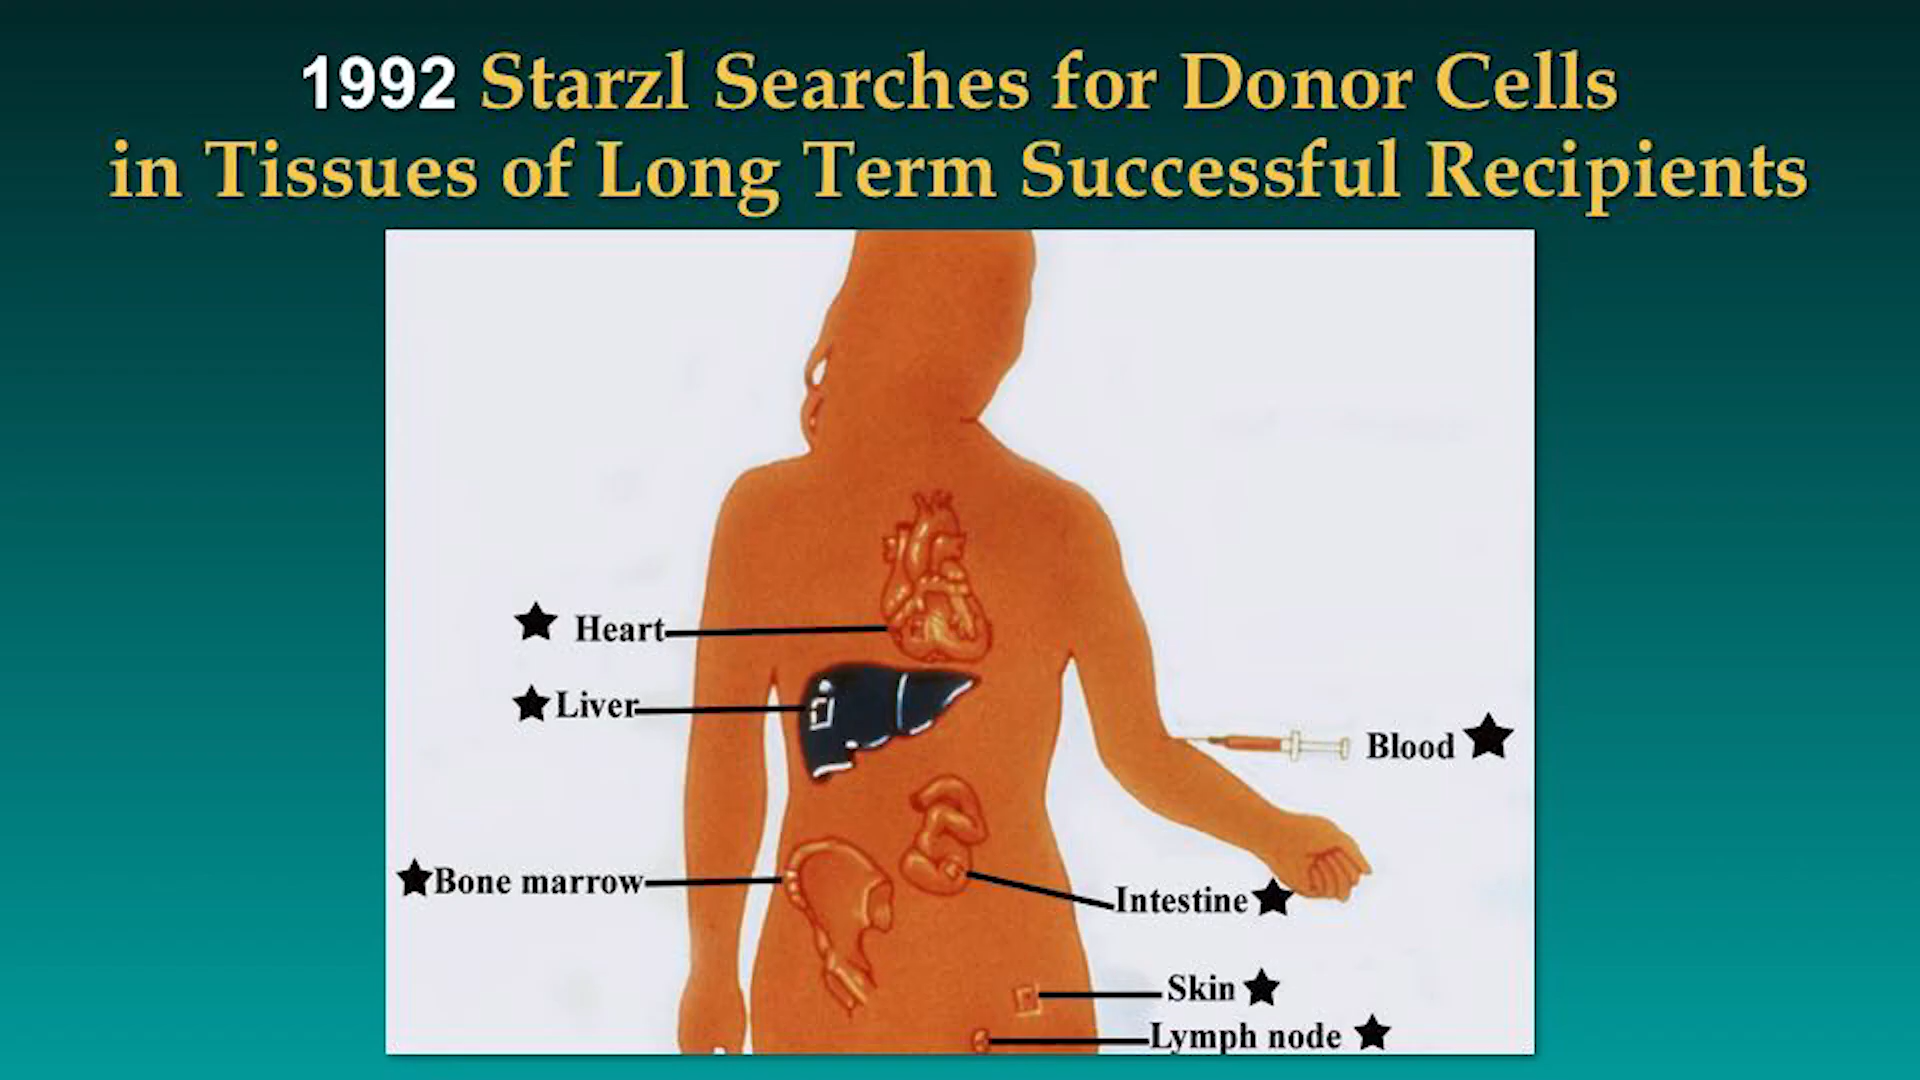 1992 Starzl Searches for Donor Cells
in Tissues of Long Term Successful Recipients
Heart
Liver
Blood
Bone marrow
Intestine
Skin
Lymph node